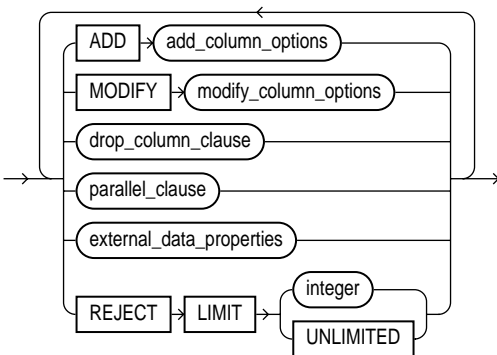 ADD add_column_options
MODIFY modify_column_options
drop_column_clause
parallel_clause
external_data_properties
integer
REJECT LIMIT
UNLIMITED